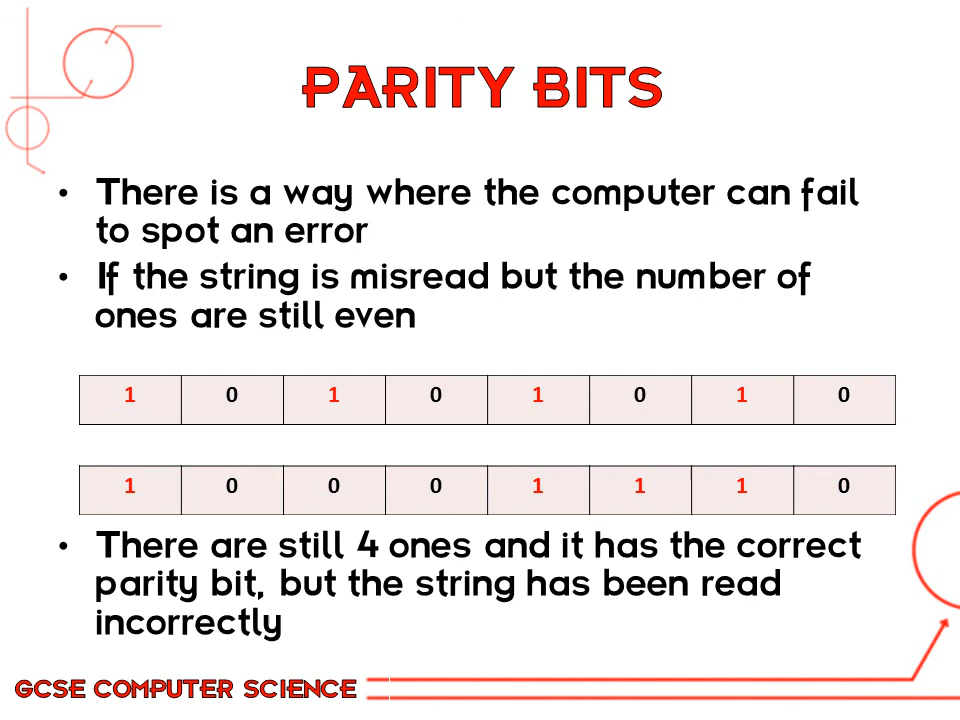 PARITY BITS
• There is a way where the computer can fail
to spot an error
• If the string is misread but the number of
ones are still even
1 0 1 0 1 0 1 0
1 0 0 0 1 1 1 0
• There are still 4 ones and it has the correct
parity bit, but the string has been read
incorrectly
GCSE COMPUTER SCIENCE